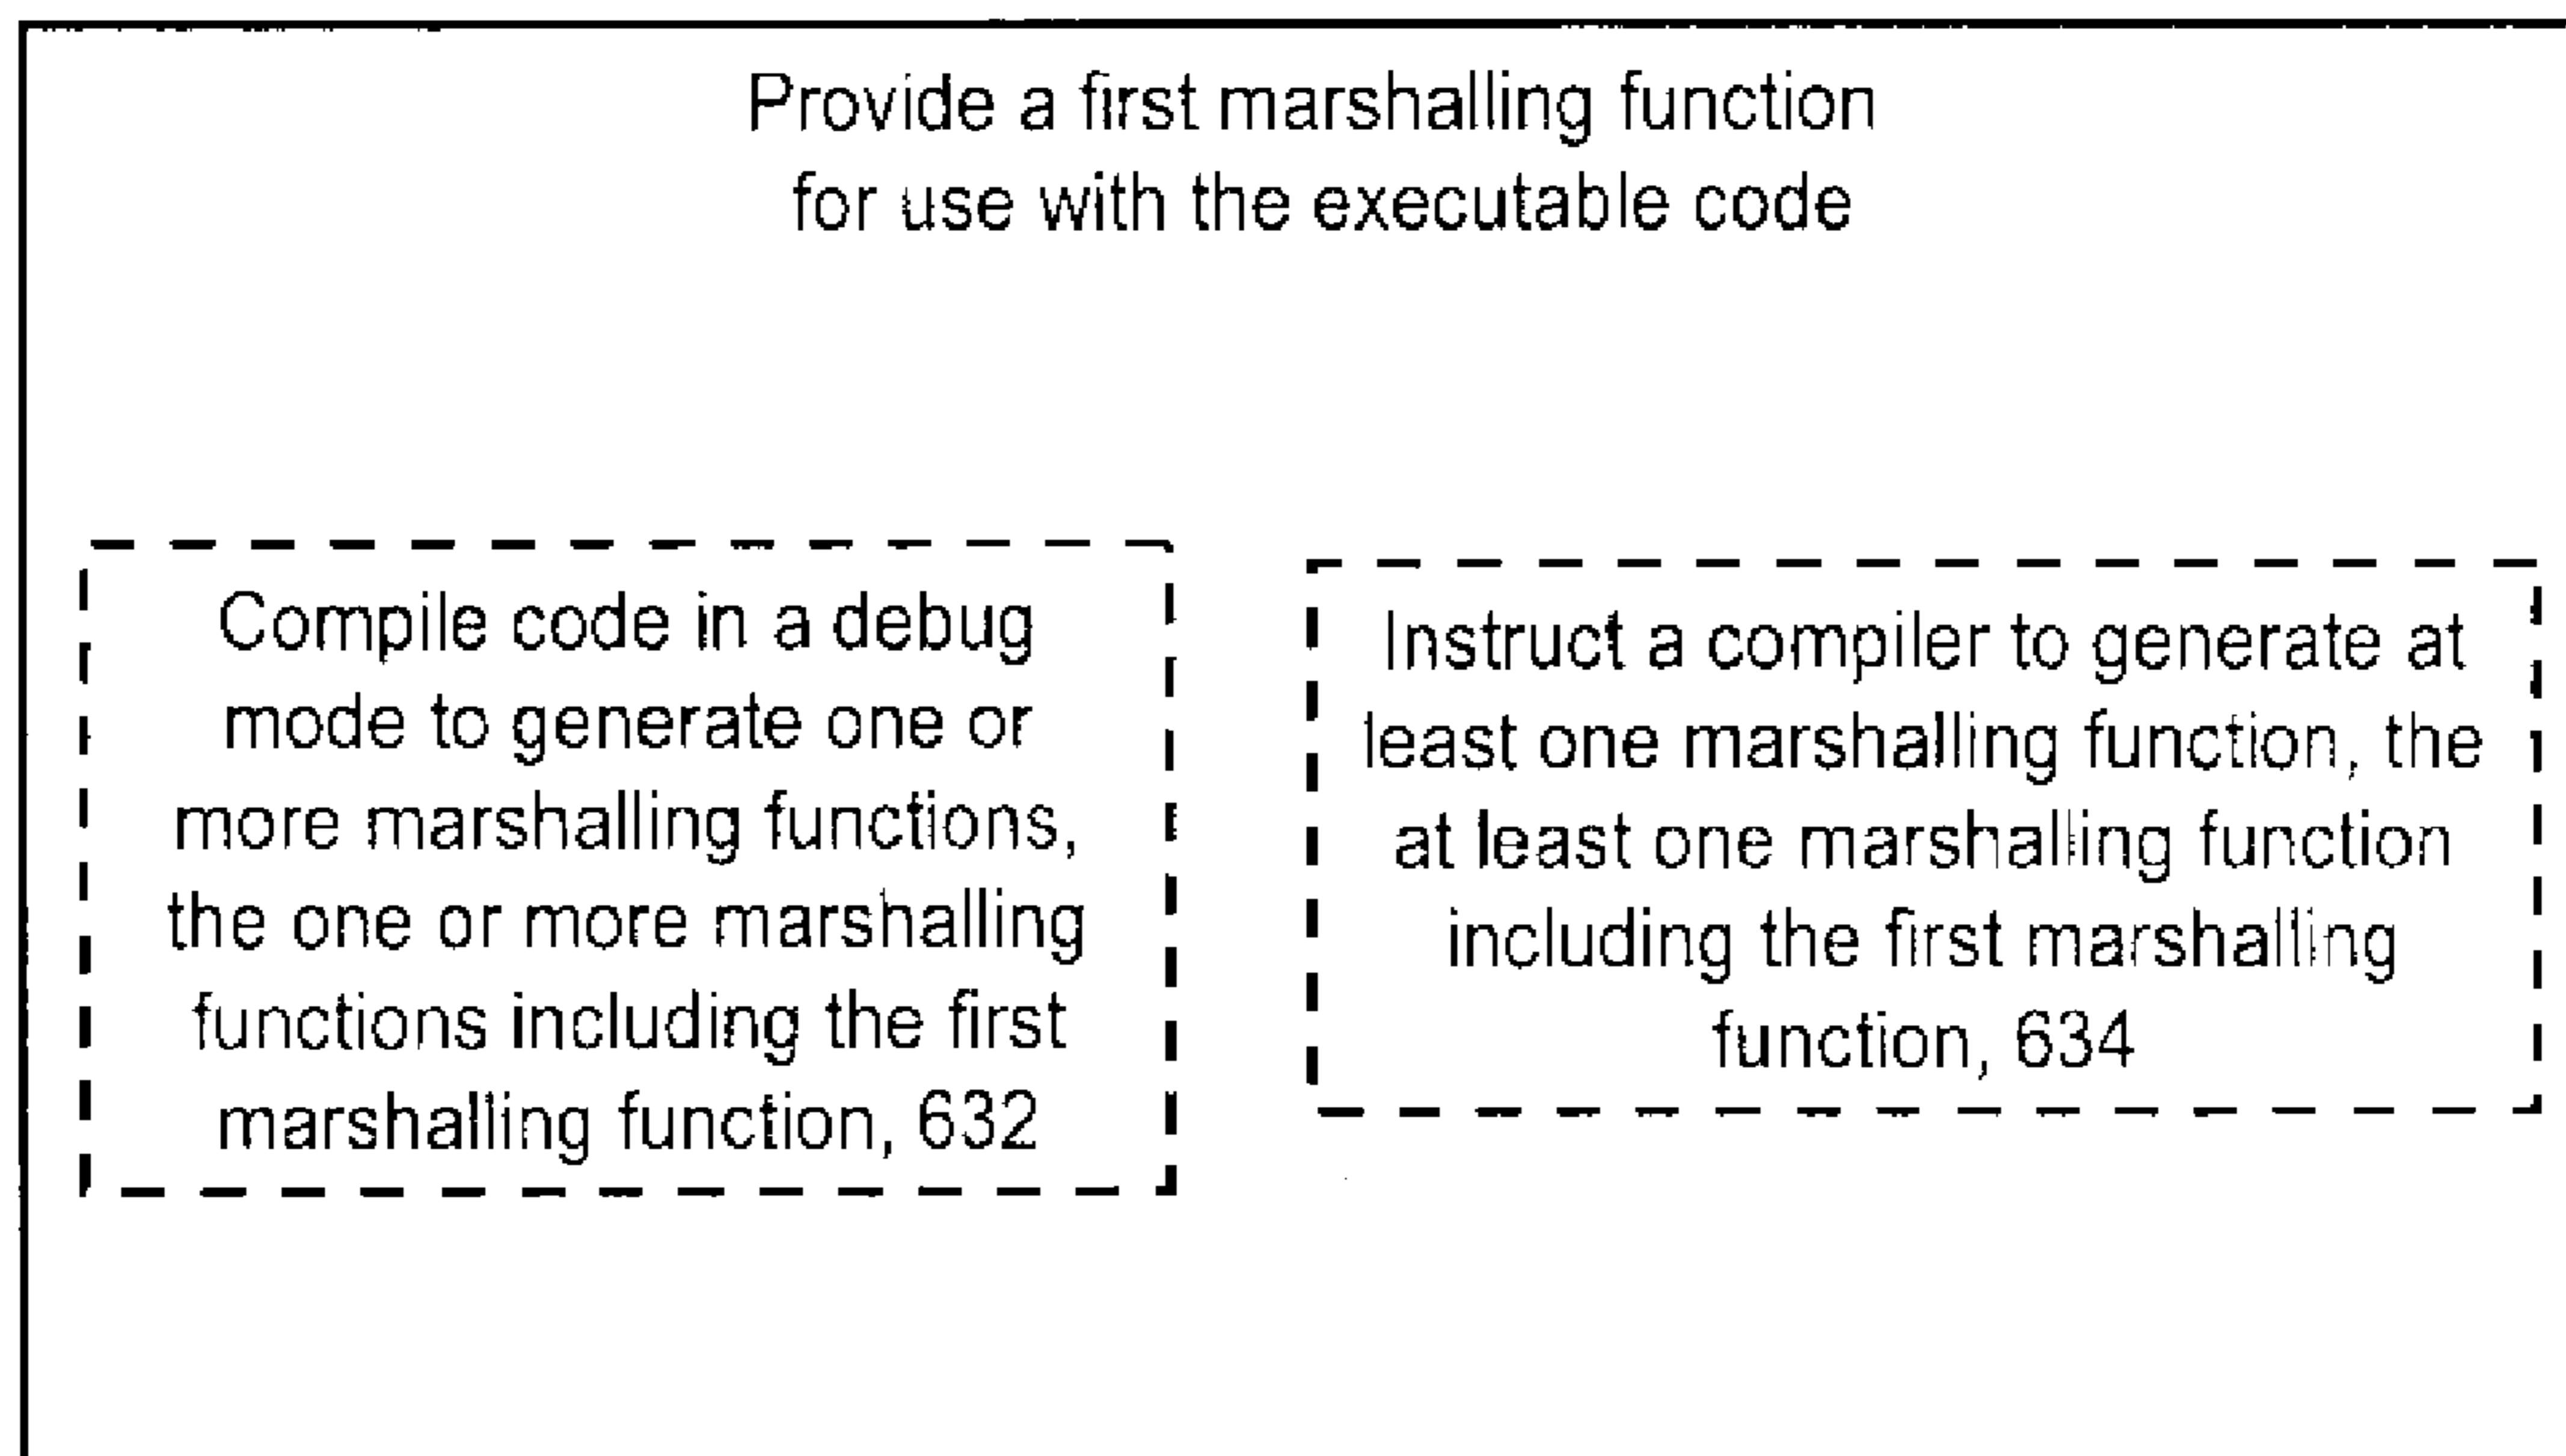 Provide a first marshalling function
for use with the executable code
Compile code in a debug
mode to generate one or
more marshalling functions,
the one or more marshalling
functions including the first
marshalling function, 632
Instruct a compiler to generate at
least one marshalling function, the
at least one marshalling function
including the first marshalling
function, 634